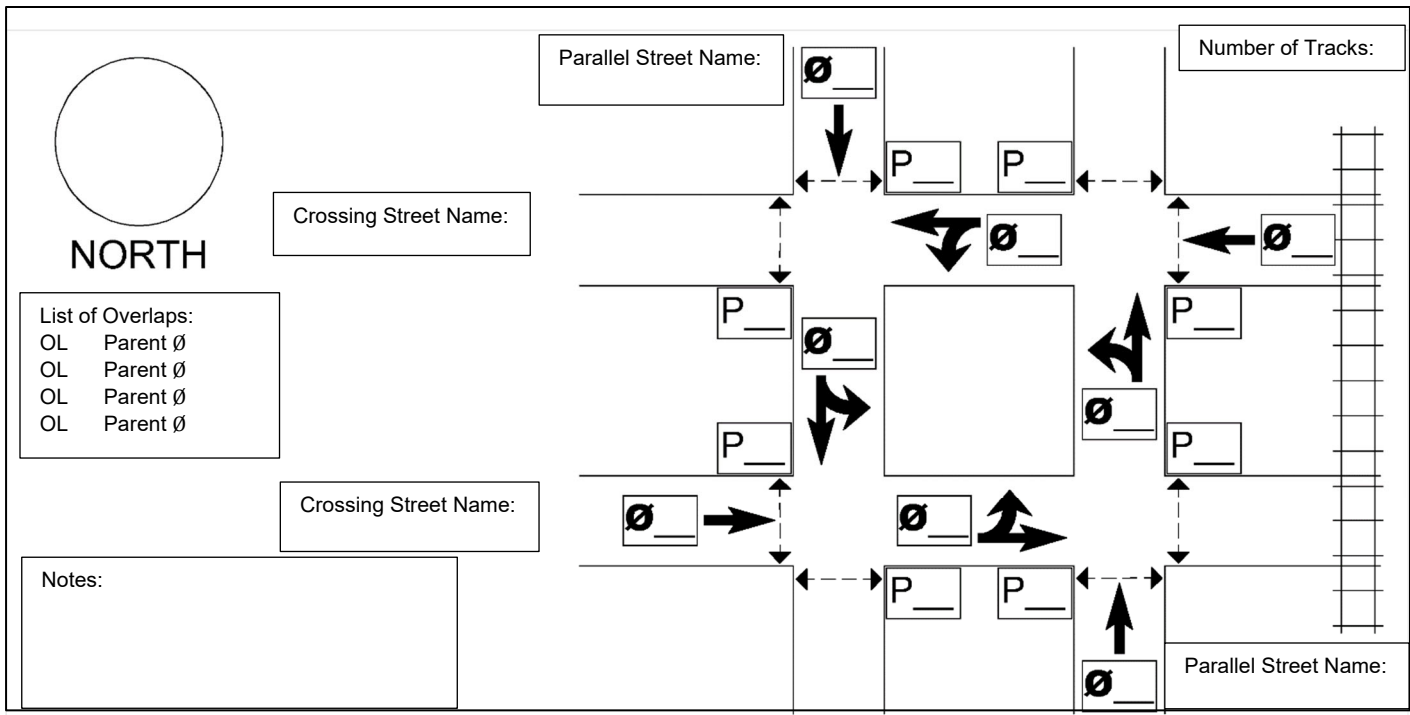 Parallel Street Name:
Number of Tracks:
Ø__
P__
P__
Crossing Street Name:
Ø__
Ø__
NORTH
List of Overlaps:
OL Parent Ø
OL Parent Ø
OL Parent Ø
OL Parent Ø
P__
P__
Ø__
Ø__
P__
P__
Crossing Street Name:
Ø__
Ø__
Notes:
P__
P__
Ø__
Parallel Street Name: